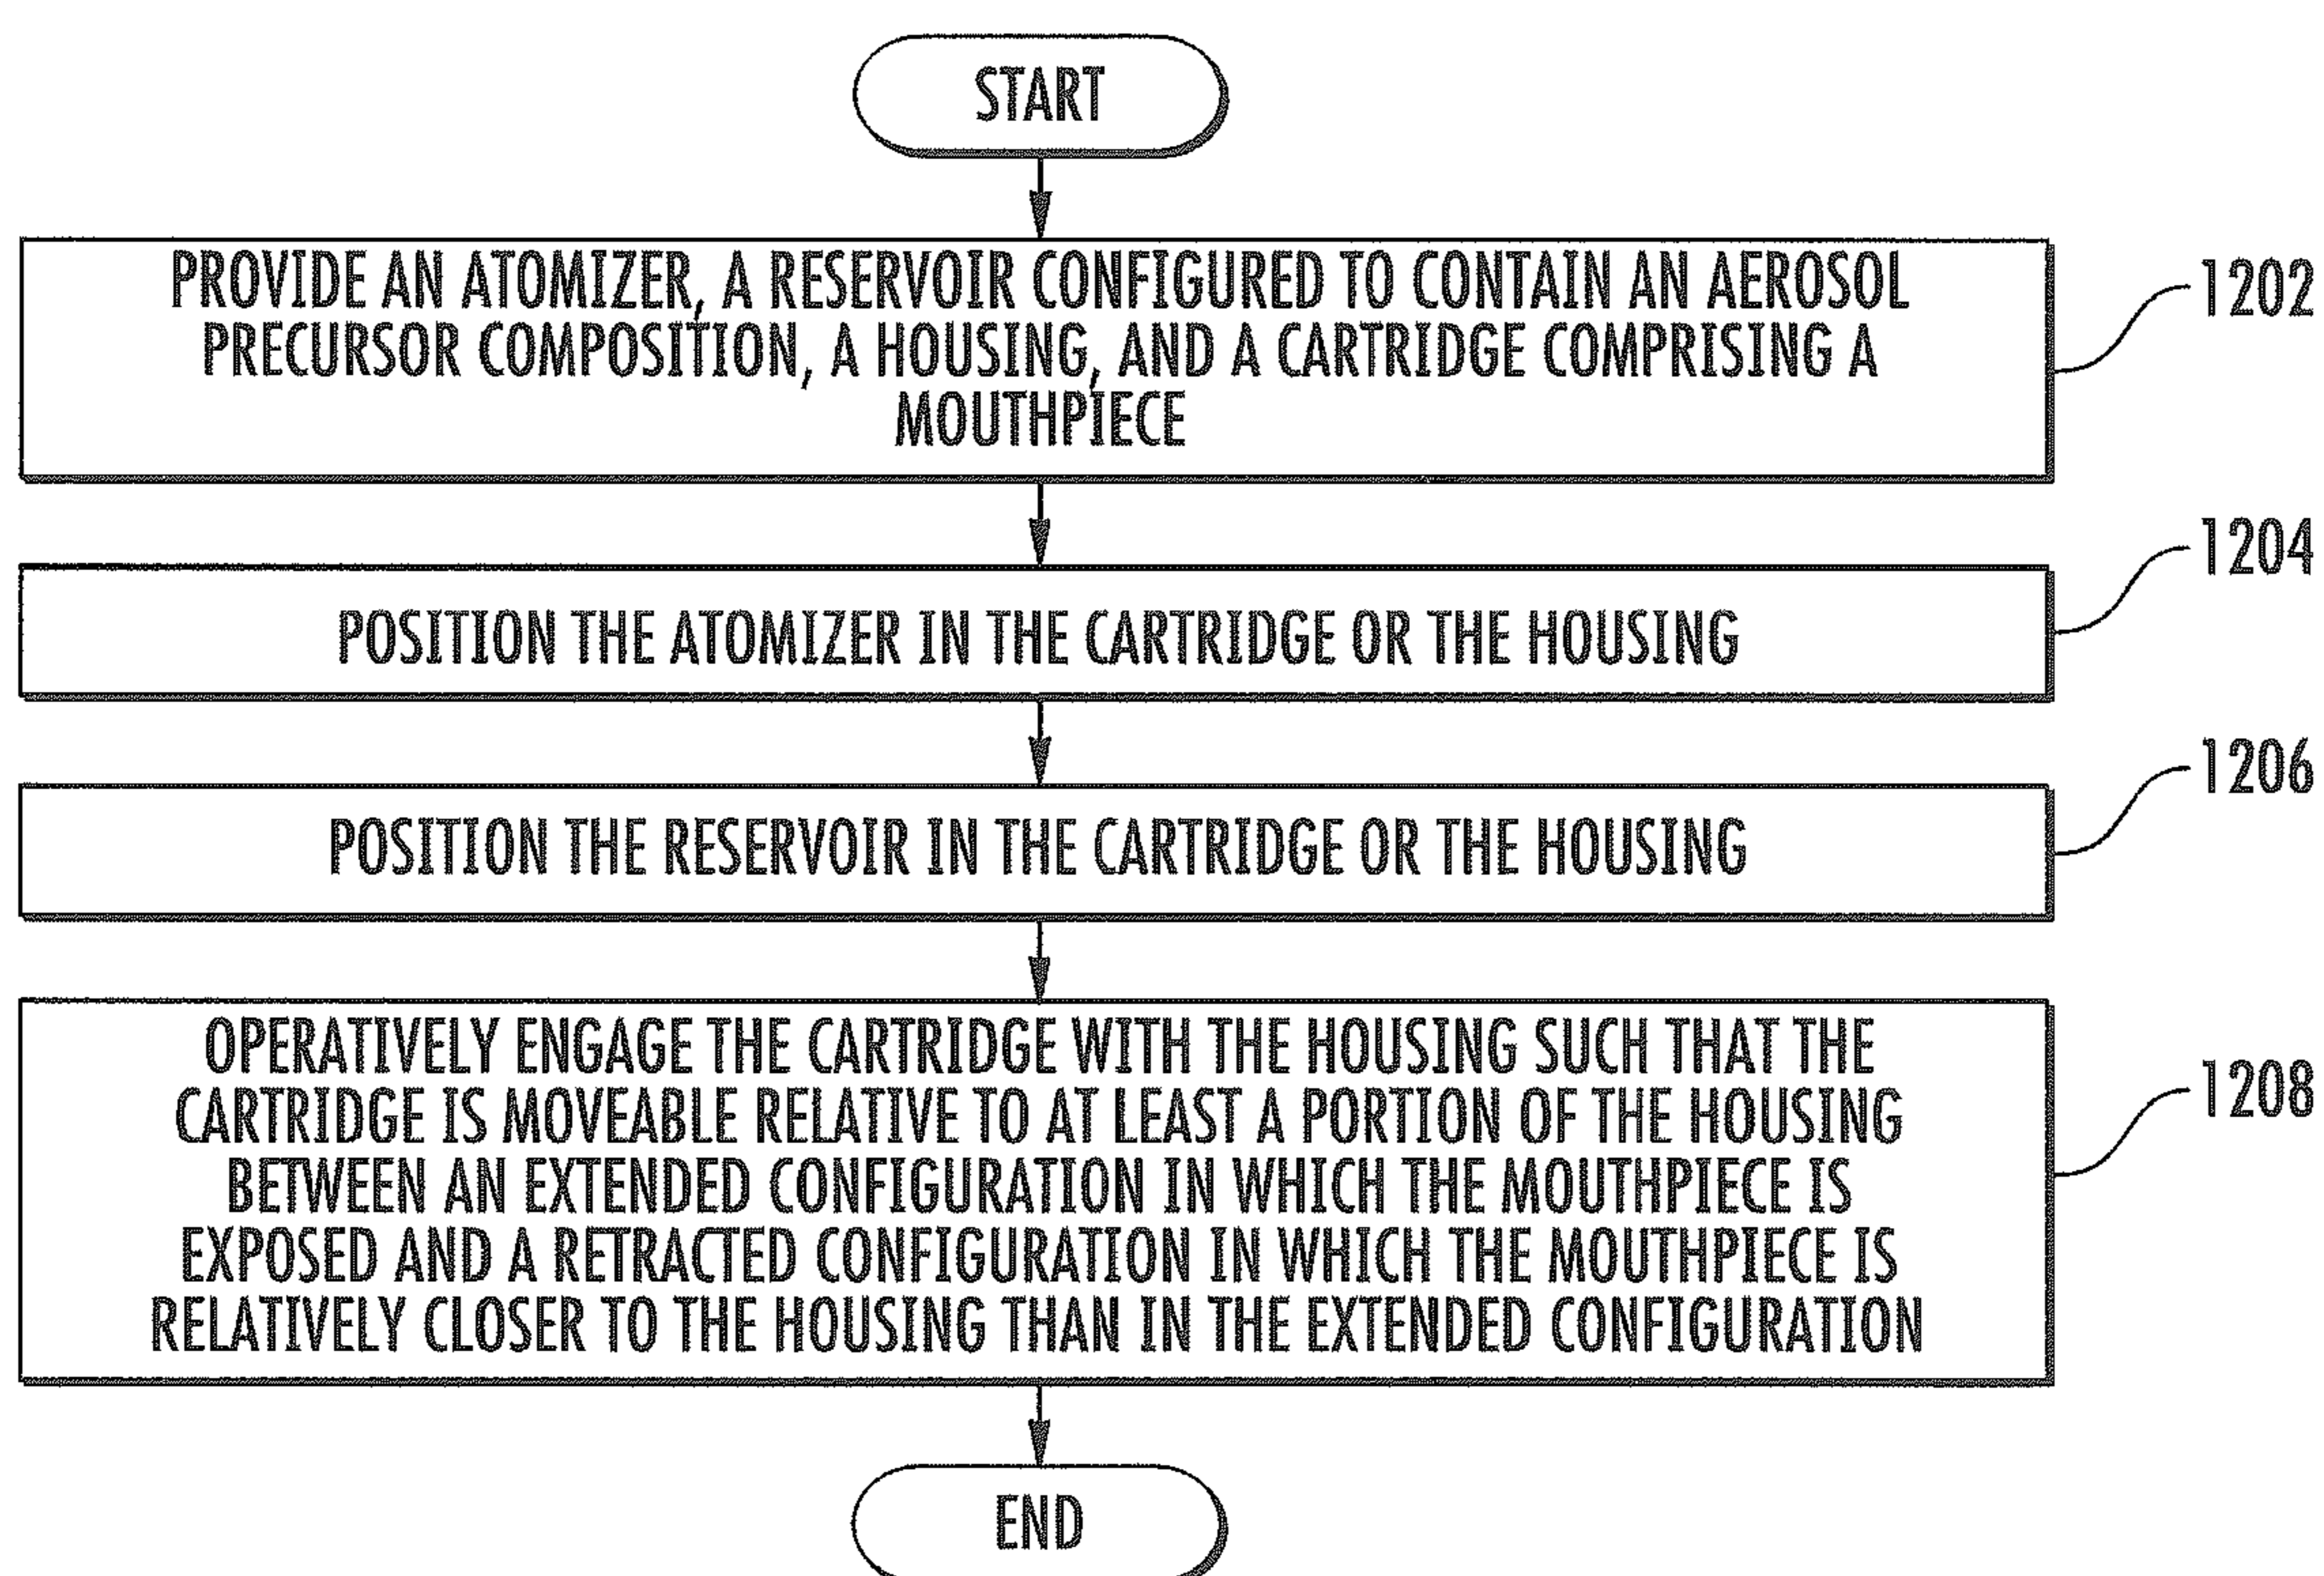 START
PROVIDE AN ATOMIZER, A RESERVOIR CONFIGURED TO CONTAIN AN AEROSOL
PRECURSOR COMPOSITION, A HOUSING, AND A CARTRIDGE COMPRISING A
MOUTHPIECE
1202
POSITION THE ATOMIZER IN THE CARTRIDGE OR THE HOUSING
1204
POSITION THE RESERVOIR IN THE CARTRIDGE OR THE HOUSING
1206
OPERATIVELY ENGAGE THE CARTRIDGE WITH THE HOUSING SUCH THAT THE
CARTRIDGE IS MOVEABLE RELATIVE TO AT LEAST A PORTION OF THE HOUSING
BETWEEN AN EXTENDED CONFIGURATION IN WHICH THE MOUTHPIECE IS
EXPOSED AND A RETRACTED CONFIGURATION IN WHICH THE MOUTHPIECE IS
RELATIVELY CLOSER TO THE HOUSING THAN IN THE EXTENDED CONFIGURATION
1208
END